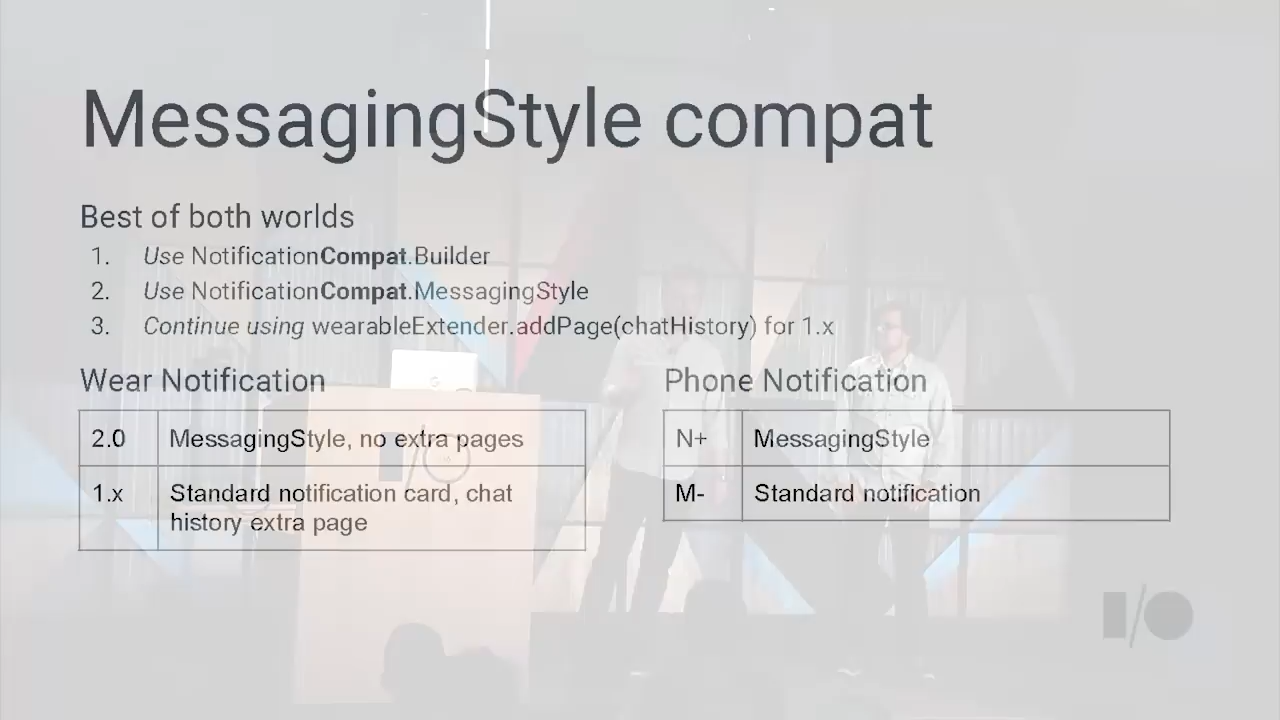 MessagingStyle compat
Best of both worlds
1. Use NotificationCompat.Builder
2. Use NotificationCompat.MessagingStyle
3. Continue using wearableExtender.addPage(chatHistory) for 1.x
Wear Notification
2.0 MessagingStyle, no extra pages
1.x Standard notification card, chat
history extra page
Phone Notification
N+ MessagingStyle
M- Standard notification
I/O